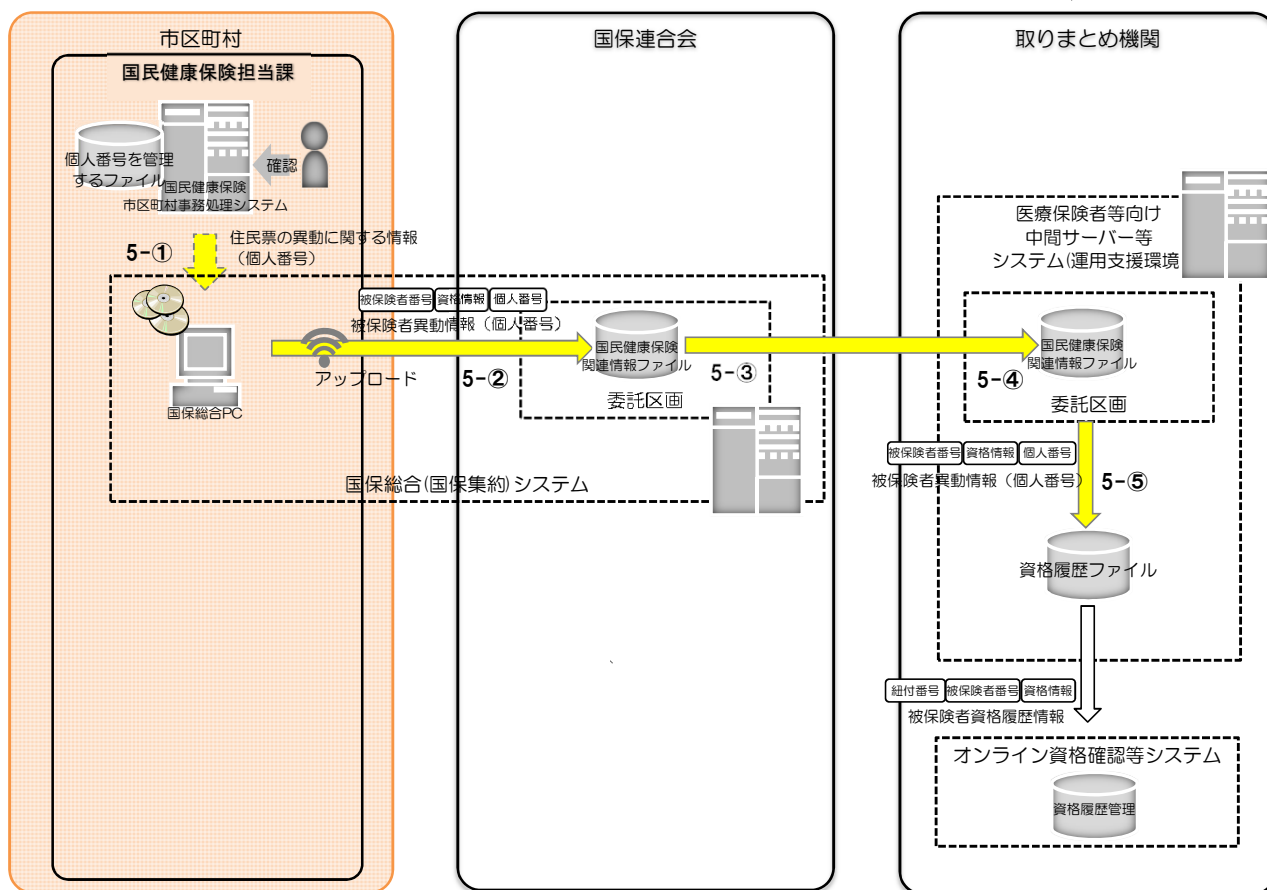 市区町村
国民健康保険担当課
個人番号を管理
するファイル
国民健康保険
市区町村事務処理システム
確認
5-①
住民票の異動に関する情報
（個人番号）
国保総合PC
アップロード
被保険者番号 資格情報 個人番号
被保険者異動情報（個人番号）
5-②
国保連合会
国民健康保険
関連情報ファイル
5-③
委託区画
国保総合(国保集約)システム
、
取りまとめ機関
医療保険者等向け
中間サーバー等
システム(運用支援環境
国民健康保険
関連情報ファイル
5-④
委託区画
被保険者番号 資格情報 個人番号
被保険者異動情報（個人番号）
5-⑤
資格履歴ファイル
紐付番号 被保険者番号 資格情報
被保険者資格履歴情報
オンライン資格確認等システム
資格履歴管理